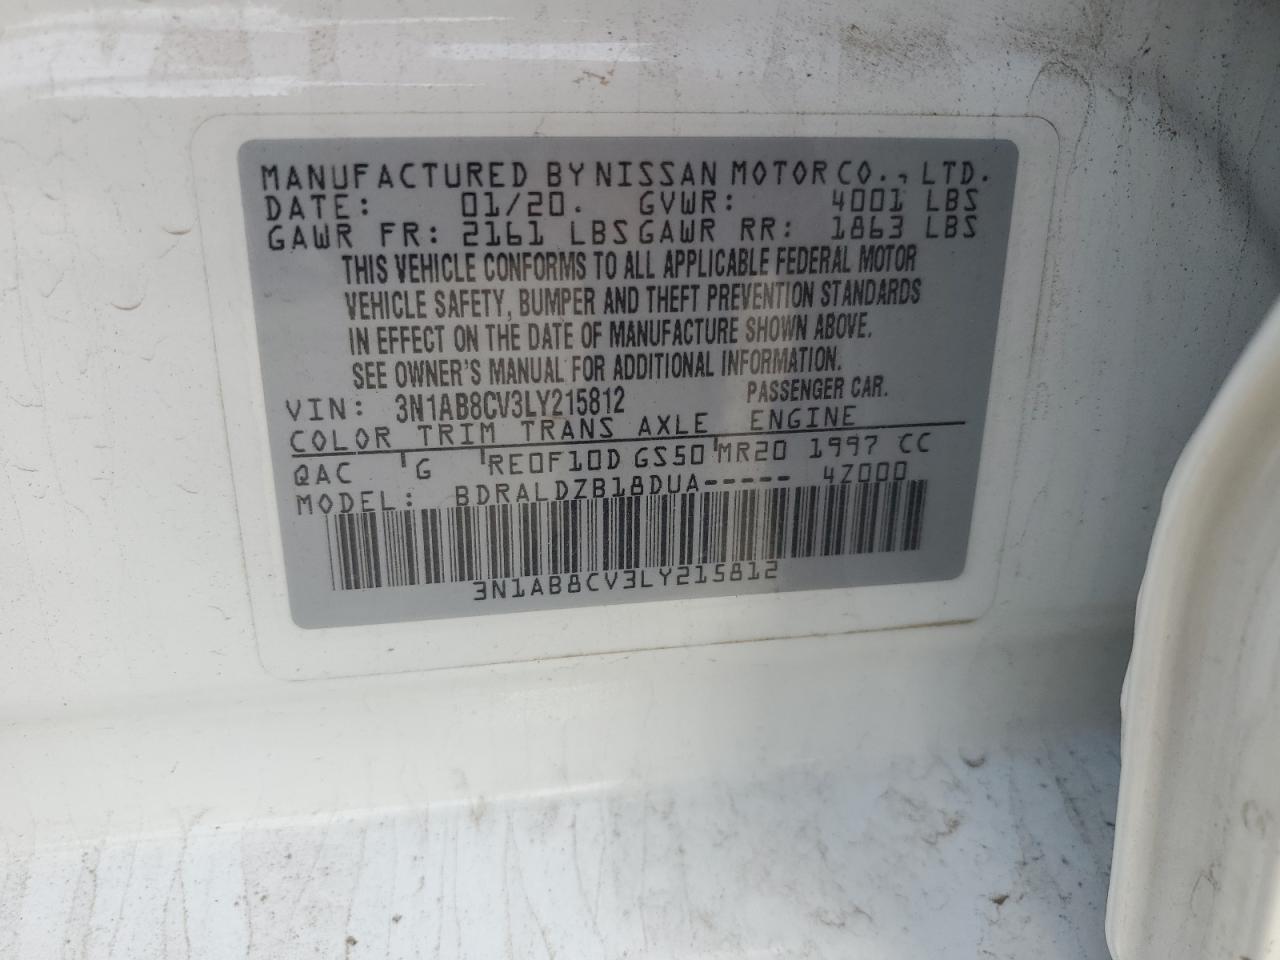 MANUFACTURED BY NISSAN MOTOR CO., LTD.
DATE: 01/20. GVWR: 4001 LBS
GAWR FR: 2161 LBS GAWR RR: 1863 LBS
THIS VEHICLE CONFORMS TO ALL APPLICABLE FEDERAL MOTOR
VEHICLE SAFETY, BUMPER AND THEFT PREVENTION STANDARDS
IN EFFECT ON THE DATE OF MANUFACTURE SHOWN ABOVE.
SEE OWNER'S MANUAL FOR ADDITIONAL INFORMATION.
VIN: 3N1AB8CV3LY215812 PASSENGER CAR.
COLOR TRIM TRANS AXLE ENGINE
QAC G RE0F10D GS50 MR20 1997 CC
MODEL: BDRALDZB18DUA----- 4Z000
3N1AB8CV3LY215812